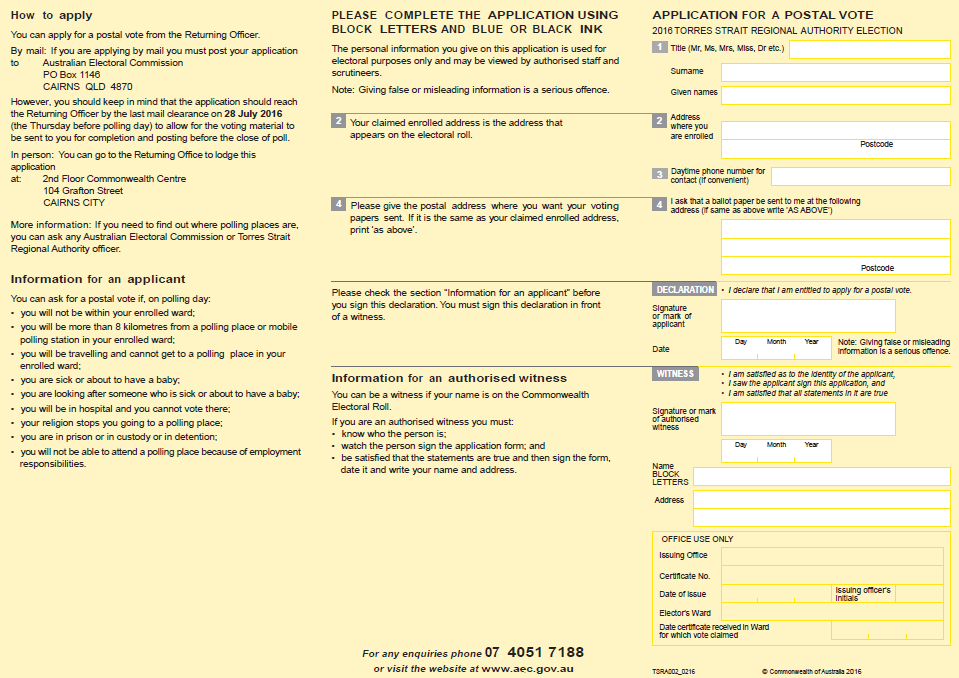 How to apply
You can apply for a postal vote from the Returning Officer.
By mail: If you are applying by mail you must post your application
to Australian Electoral Commission
PO Box 1146
CAIRNS QLD 4870
However, you should keep in mind that the application should reach
the Returning Officer by the last mail clearance on 28 July 2016
(the Thursday before polling day) to allow for the voting material to
be sent to you for completion and posting before the close of poll.
In person: You can go to the Returning Office to lodge this
application
at: 2nd Floor Commonwealth Centre
104 Grafton Street
CAIRNS CITY
More information: If you need to find out where polling places are,
you can ask any Australian Electoral Commission or Torres Strait
Regional Authority officer.
Information for an applicant
You can ask for a postal vote if, on polling day:
• you will not be within your enrolled ward;
• you will be more than 8 kilometres from a polling place or mobile
polling station in your enrolled ward;
• you will be travelling and cannot get to a polling place in your
enrolled ward;
• you are sick or about to have a baby;
• you are looking after someone who is sick or about to have a baby;
• you will be in hospital and you cannot vote there;
• your religion stops you going to a polling place;
• you are in prison or in custody or in detention;
• you will not be able to attend a polling place because of employment
responsibilities.
PLEASE COMPLETE THE APPLICATION USING
BLOCK LETTERS AND BLUE OR BLACK INK
The personal information you give on this application is used for
electoral purposes only and may be viewed by authorised staff and
scrutineers.
Note: Giving false or misleading information is a serious offence.
2 Your claimed enrolled address is the address that
appears on the electoral roll.
4 Please give the postal address where you want your voting
papers sent. If it is the same as your claimed enrolled address,
print 'as above'.
Please check the section "Information for an applicant" before
you sign this declaration. You must sign this declaration in front
of a witness.
Information for an authorised witness
You can be a witness if your name is on the Commonwealth
Electoral Roll.
If you are an authorised witness you must:
• know who the person is;
• watch the person sign the application form; and
• be satisfied that the statements are true and then sign the form,
date it and write your name and address.
For any enquiries phone 07 4051 7188
or visit the website at www.aec.gov.au
APPLICATION FOR A POSTAL VOTE
2016 TORRES STRAIT REGIONAL AUTHORITY ELECTION
1 Title (Mr, Ms, Mrs, Miss, Dr etc.)
Surname
Given names
2 Address
where you
are enrolled
Postcode
3 Daytime phone number for
contact (if convenient)
4 I ask that a ballot paper be sent to me at the following
address (if same as above write 'AS ABOVE')
Postcode
DECLARATION • I declare that I am entitled to apply for a postal vote.
Signature
or mark of
applicant
Day Month Year
Date
Note: Giving false or misleading
information is a serious offence.
WITNESS • I am satisfied as to the identity of the applicant,
• I saw the applicant sign this application, and
• I am satisfied that all statements in it are true
Signature or mark
of authorised
witness
Day Month Year
Name
BLOCK
LETTERS
Address
OFFICE USE ONLY
Issuing Office
Certificate No.
Date of issue
Issuing officer's
initials
Elector's Ward
Date certificate received in Ward
for which vote claimed
TSRA002_0216 © Commonwealth of Australia 2016